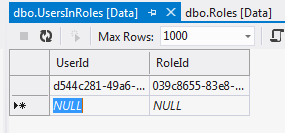 dbo.UsersInRoles [Data] dbo.Roles [Data]
Max Rows: 1000
UserId RoleId
d544c281-49a6-... 039c8655-83e8-...
NULL NULL